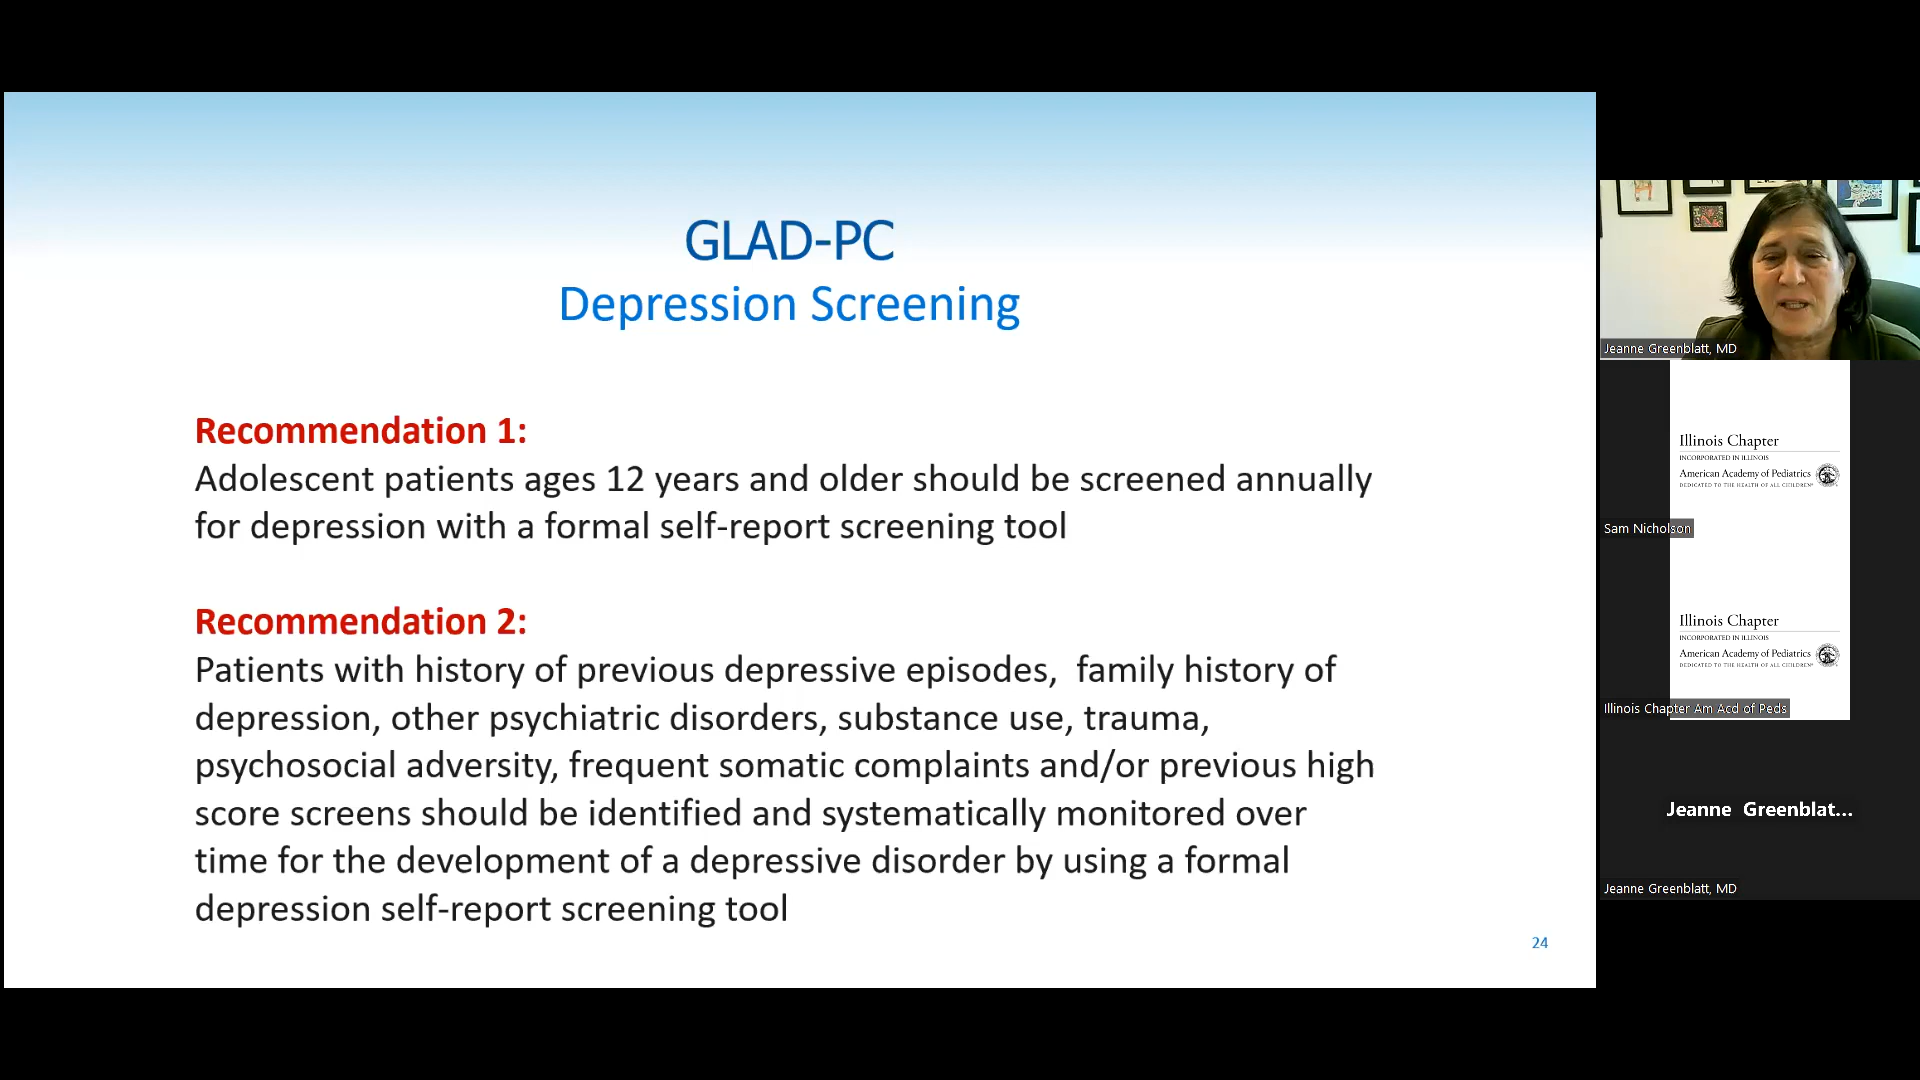 GLAD-PC
Depression Screening
Recommendation 1:
Adolescent patients ages 12 years and older should be screened annually
for depression with a formal self-report screening tool
Recommendation 2:
Patients with history of previous depressive episodes,  family history of
depression, other psychiatric disorders, substance use, trauma,
psychosocial adversity, frequent somatic complaints and/or previous high
score screens should be identified and systematically monitored over
time for the development of a depressive disorder by using a formal
depression self-report screening tool
24
Jeanne Greenblatt, MD
Illinois Chapter
INCORPORATED IN ILLINOIS
American Academy of Pediatrics
DEDICATED TO THE HEALTH OF ALL CHILDREN®
Sam Nicholson
Illinois Chapter
INCORPORATED IN ILLINOIS
American Academy of Pediatrics
DEDICATED TO THE HEALTH OF ALL CHILDREN®
Illinois Chapter Am Acd of Peds
Jeanne  Greenblat...
Jeanne Greenblatt, MD